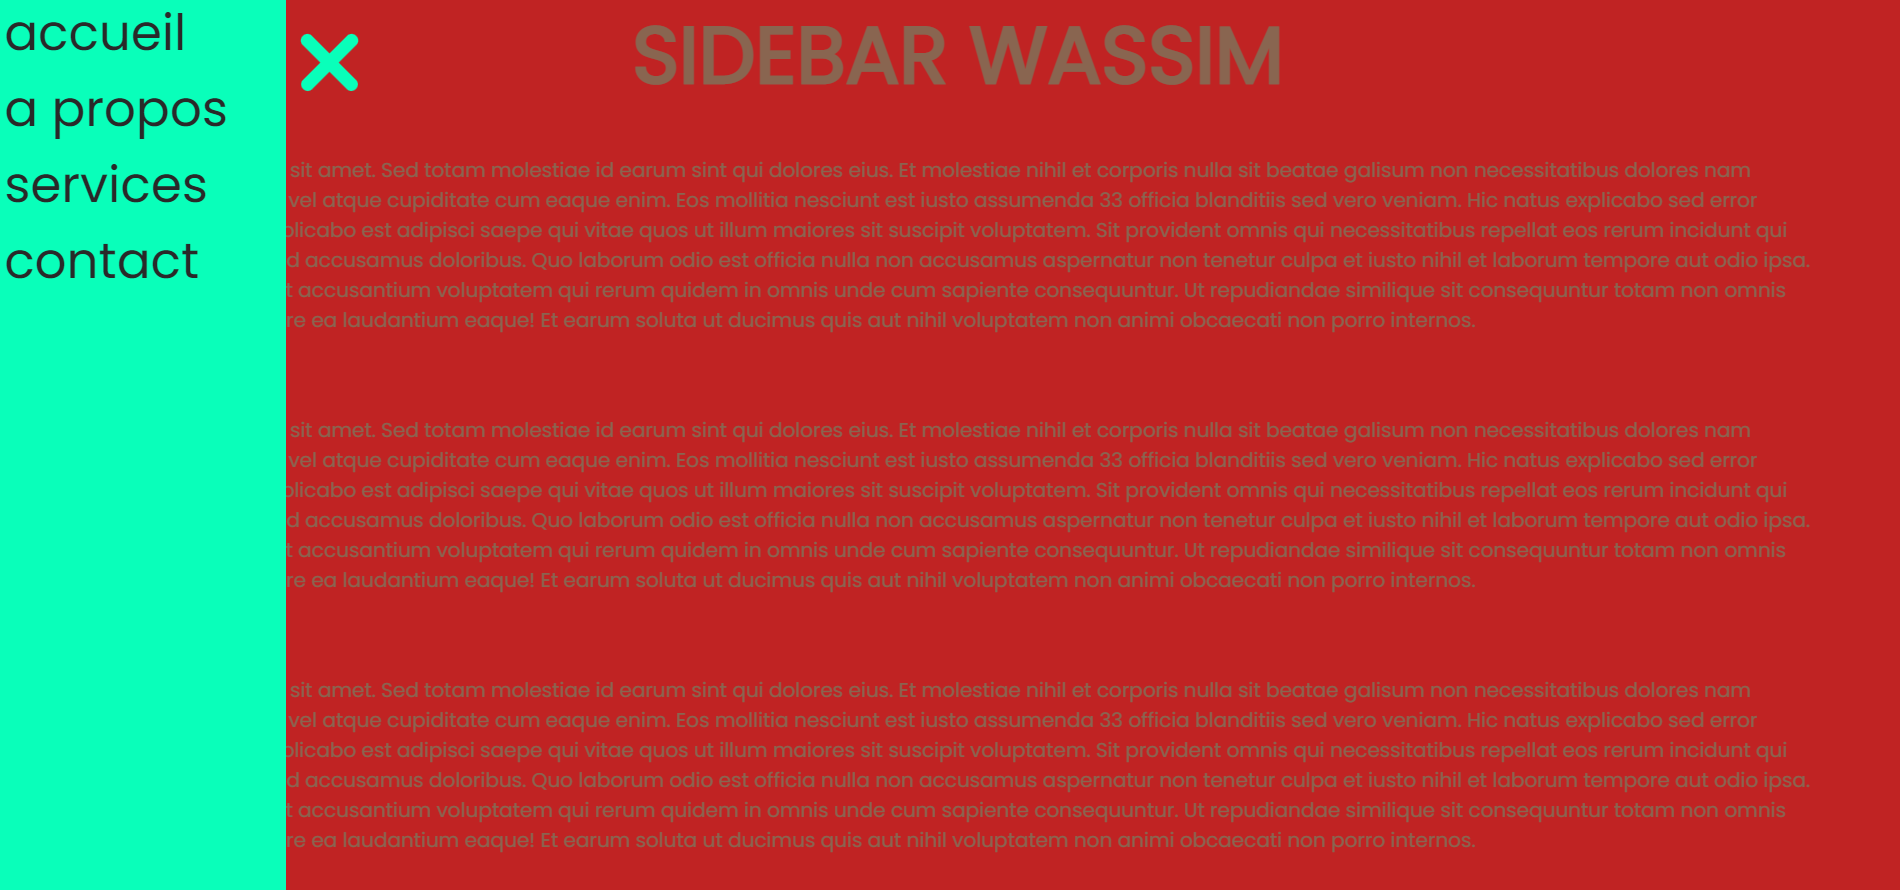 accueil
a propos
services
contact
SIDEBAR WASSIM
sit amet. Sed totam molestiae id earum sint qui dolores eius. Et molestiae nihil et corporis nulla sit beatae galisum non necessitatibus dolores nam
vel atque cupiditate cum eaque enim. Eos mollitia nesciunt est iusto assumenda 33 officia blanditiis sed vero veniam. Hic natus explicabo sed error
est adipisci saepe qui vitae quos ut illum maiores sit suscipit voluptatem. Sit provident omnis qui necessitatibus repellat eos rerum incidunt qui
accusamus doloribus. Quo laborum odio est officia nulla non accusamus aspernatur non tenetur culpa et iusto nihil et laborum tempore aut odio ipsa.
accusantium voluptatem qui rerum quidem in omnis unde cum sapiente consequuntur. Ut repudiandae similique sit consequuntur totam non omnis
ea laudantium eaque! Et earum soluta ut ducimus quis aut nihil voluptatem non animi obcaecati non porro internos.
sit amet. Sed totam molestiae id earum sint qui dolores eius. Et molestiae nihil et corporis nulla sit beatae galisum non necessitatibus dolores nam
vel atque cupiditate cum eaque enim. Eos mollitia nesciunt est iusto assumenda 33 officia blanditiis sed vero veniam. Hic natus explicabo sed error
est adipisci saepe qui vitae quos ut illum maiores sit suscipit voluptatem. Sit provident omnis qui necessitatibus repellat eos rerum incidunt qui
accusamus doloribus. Quo laborum odio est officia nulla non accusamus aspernatur non tenetur culpa et iusto nihil et laborum tempore aut odio ipsa.
accusantium voluptatem qui rerum quidem in omnis unde cum sapiente consequuntur. Ut repudiandae similique sit consequuntur totam non omnis
ea laudantium eaque! Et earum soluta ut ducimus quis aut nihil voluptatem non animi obcaecati non porro internos.
sit amet. Sed totam molestiae id earum sint qui dolores eius. Et molestiae nihil et corporis nulla sit beatae galisum non necessitatibus dolores nam
vel atque cupiditate cum eaque enim. Eos mollitia nesciunt est iusto assumenda 33 officia blanditiis sed vero veniam. Hic natus explicabo sed error
est adipisci saepe qui vitae quos ut illum maiores sit suscipit voluptatem. Sit provident omnis qui necessitatibus repellat eos rerum incidunt qui
accusamus doloribus. Quo laborum odio est officia nulla non accusamus aspernatur non tenetur culpa et iusto nihil et laborum tempore aut odio ipsa.
accusantium voluptatem qui rerum quidem in omnis unde cum sapiente consequuntur. Ut repudiandae similique sit consequuntur totam non omnis
ea laudantium eaque! Et earum soluta ut ducimus quis aut nihil voluptatem non animi obcaecati non porro internos.